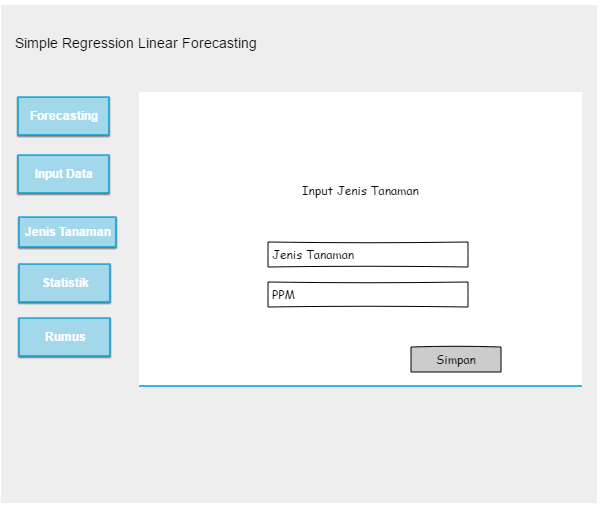 Simple Regression Linear Forecasting
Forecasting
Input Data
Jenis Tanaman
Statistik
Rumus
Input Jenis Tanaman
Jenis Tanaman
PPM
Simpan